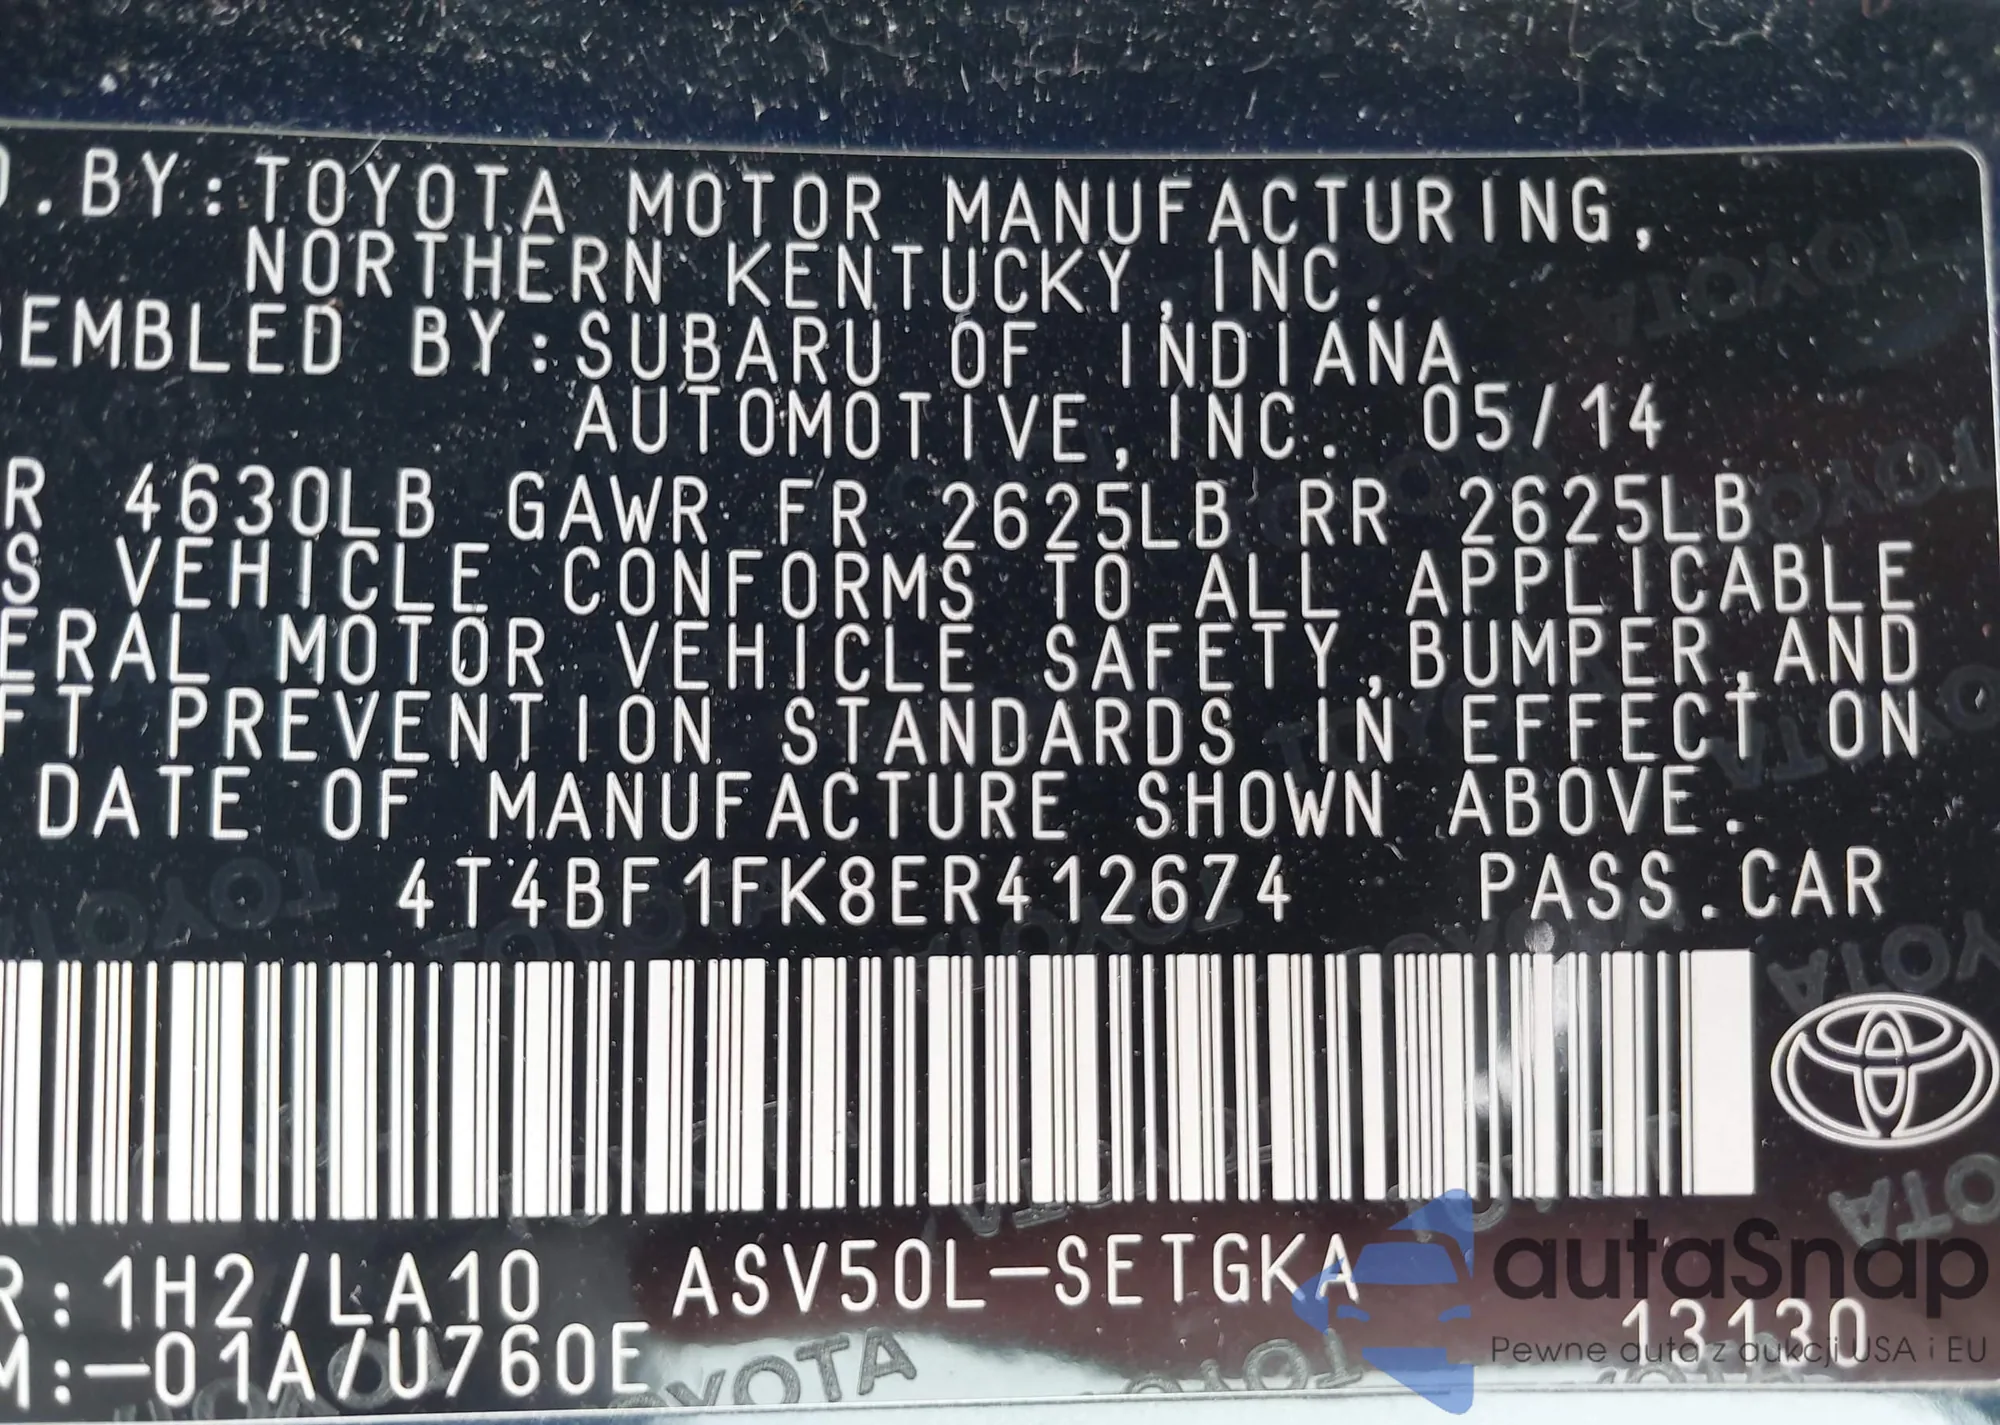 D.BY:TOYOTA MOTOR MANUFACTURING,
NORTHERN KENTUCKY,INC.
EMBLED BY:SUBARU OF INDIANA
AUTOMOTIVE,INC. 05/14
R 4630LB GAWR FR 2625LB RR 2625LB
S VEHICLE CONFORMS TO ALL APPLICABLE
ERAL MOTOR VEHICLE SAFETY,BUMPER,AND
FT PREVENTION STANDARDS IN EFFECT ON
DATE OF MANUFACTURE SHOWN ABOVE.
4T4BF1FK8ER412674 PASS.CAR
R:1H2/LA10 ASV50L-SETGKA
M:-01A/U760E 13130
autaSnap
Pewne auta z aukcji USA i EU